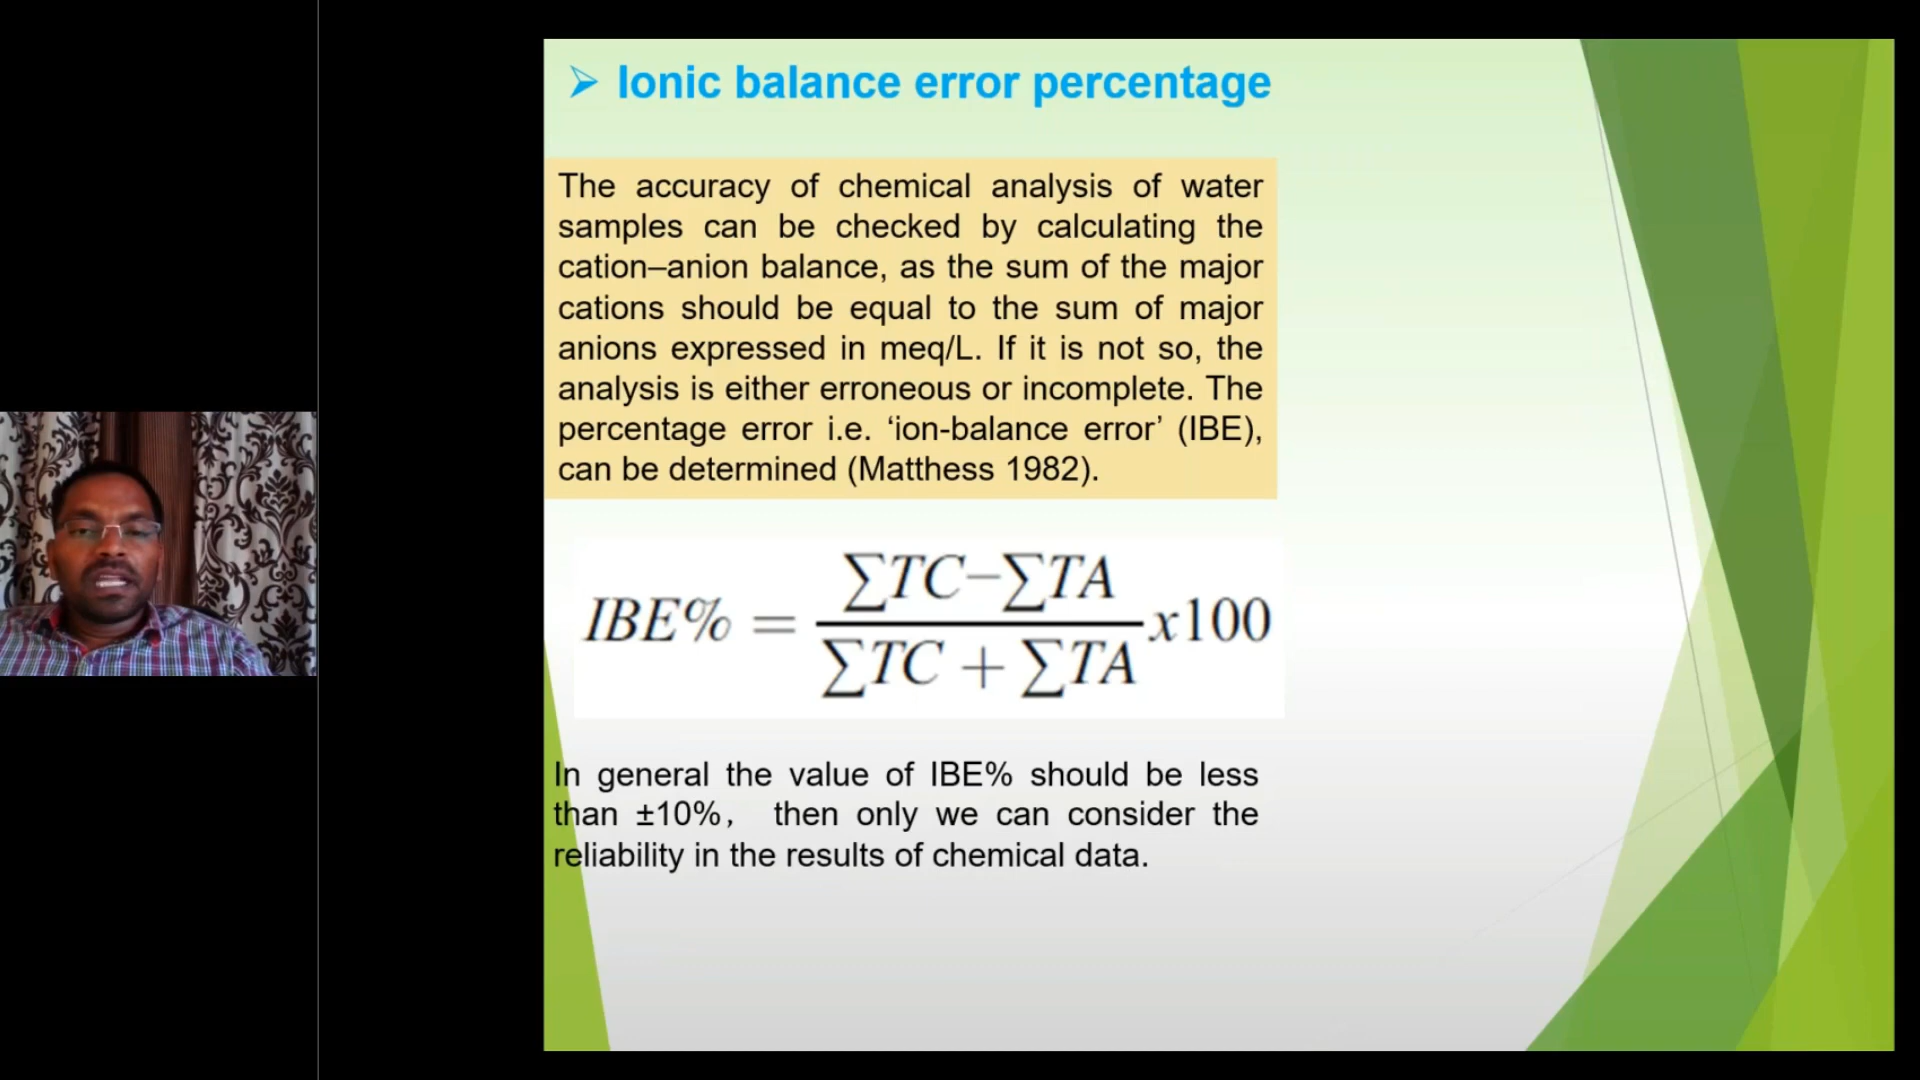 Ionic balance error percentage
The accuracy of chemical analysis of water
samples can be checked by calculating the
cation–anion balance, as the sum of the major
cations should be equal to the sum of major
anions expressed in meq/L. If it is not so, the
analysis is either erroneous or incomplete. The
percentage error i.e. ‘ion-balance error’ (IBE),
can be determined (Matthess 1982).
IBE% = (∑TC−∑TA) / (∑TC + ∑TA) x100
In general the value of IBE% should be less
than ±10%, then only we can consider the
reliability in the results of chemical data.